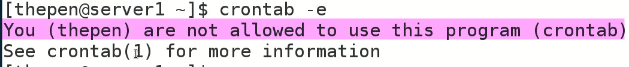 [thepen@server1 ~]$ crontab -e
You (thepen) are not allowed to use this program (crontab)
See crontab(1) for more information